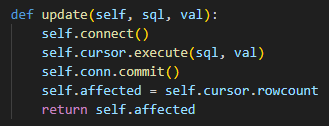 def update(self, sql, val):
    self.connect()
    self.cursor.execute(sql, val)
    self.conn.commit()
    self.affected = self.cursor.rowcount
    return self.affected